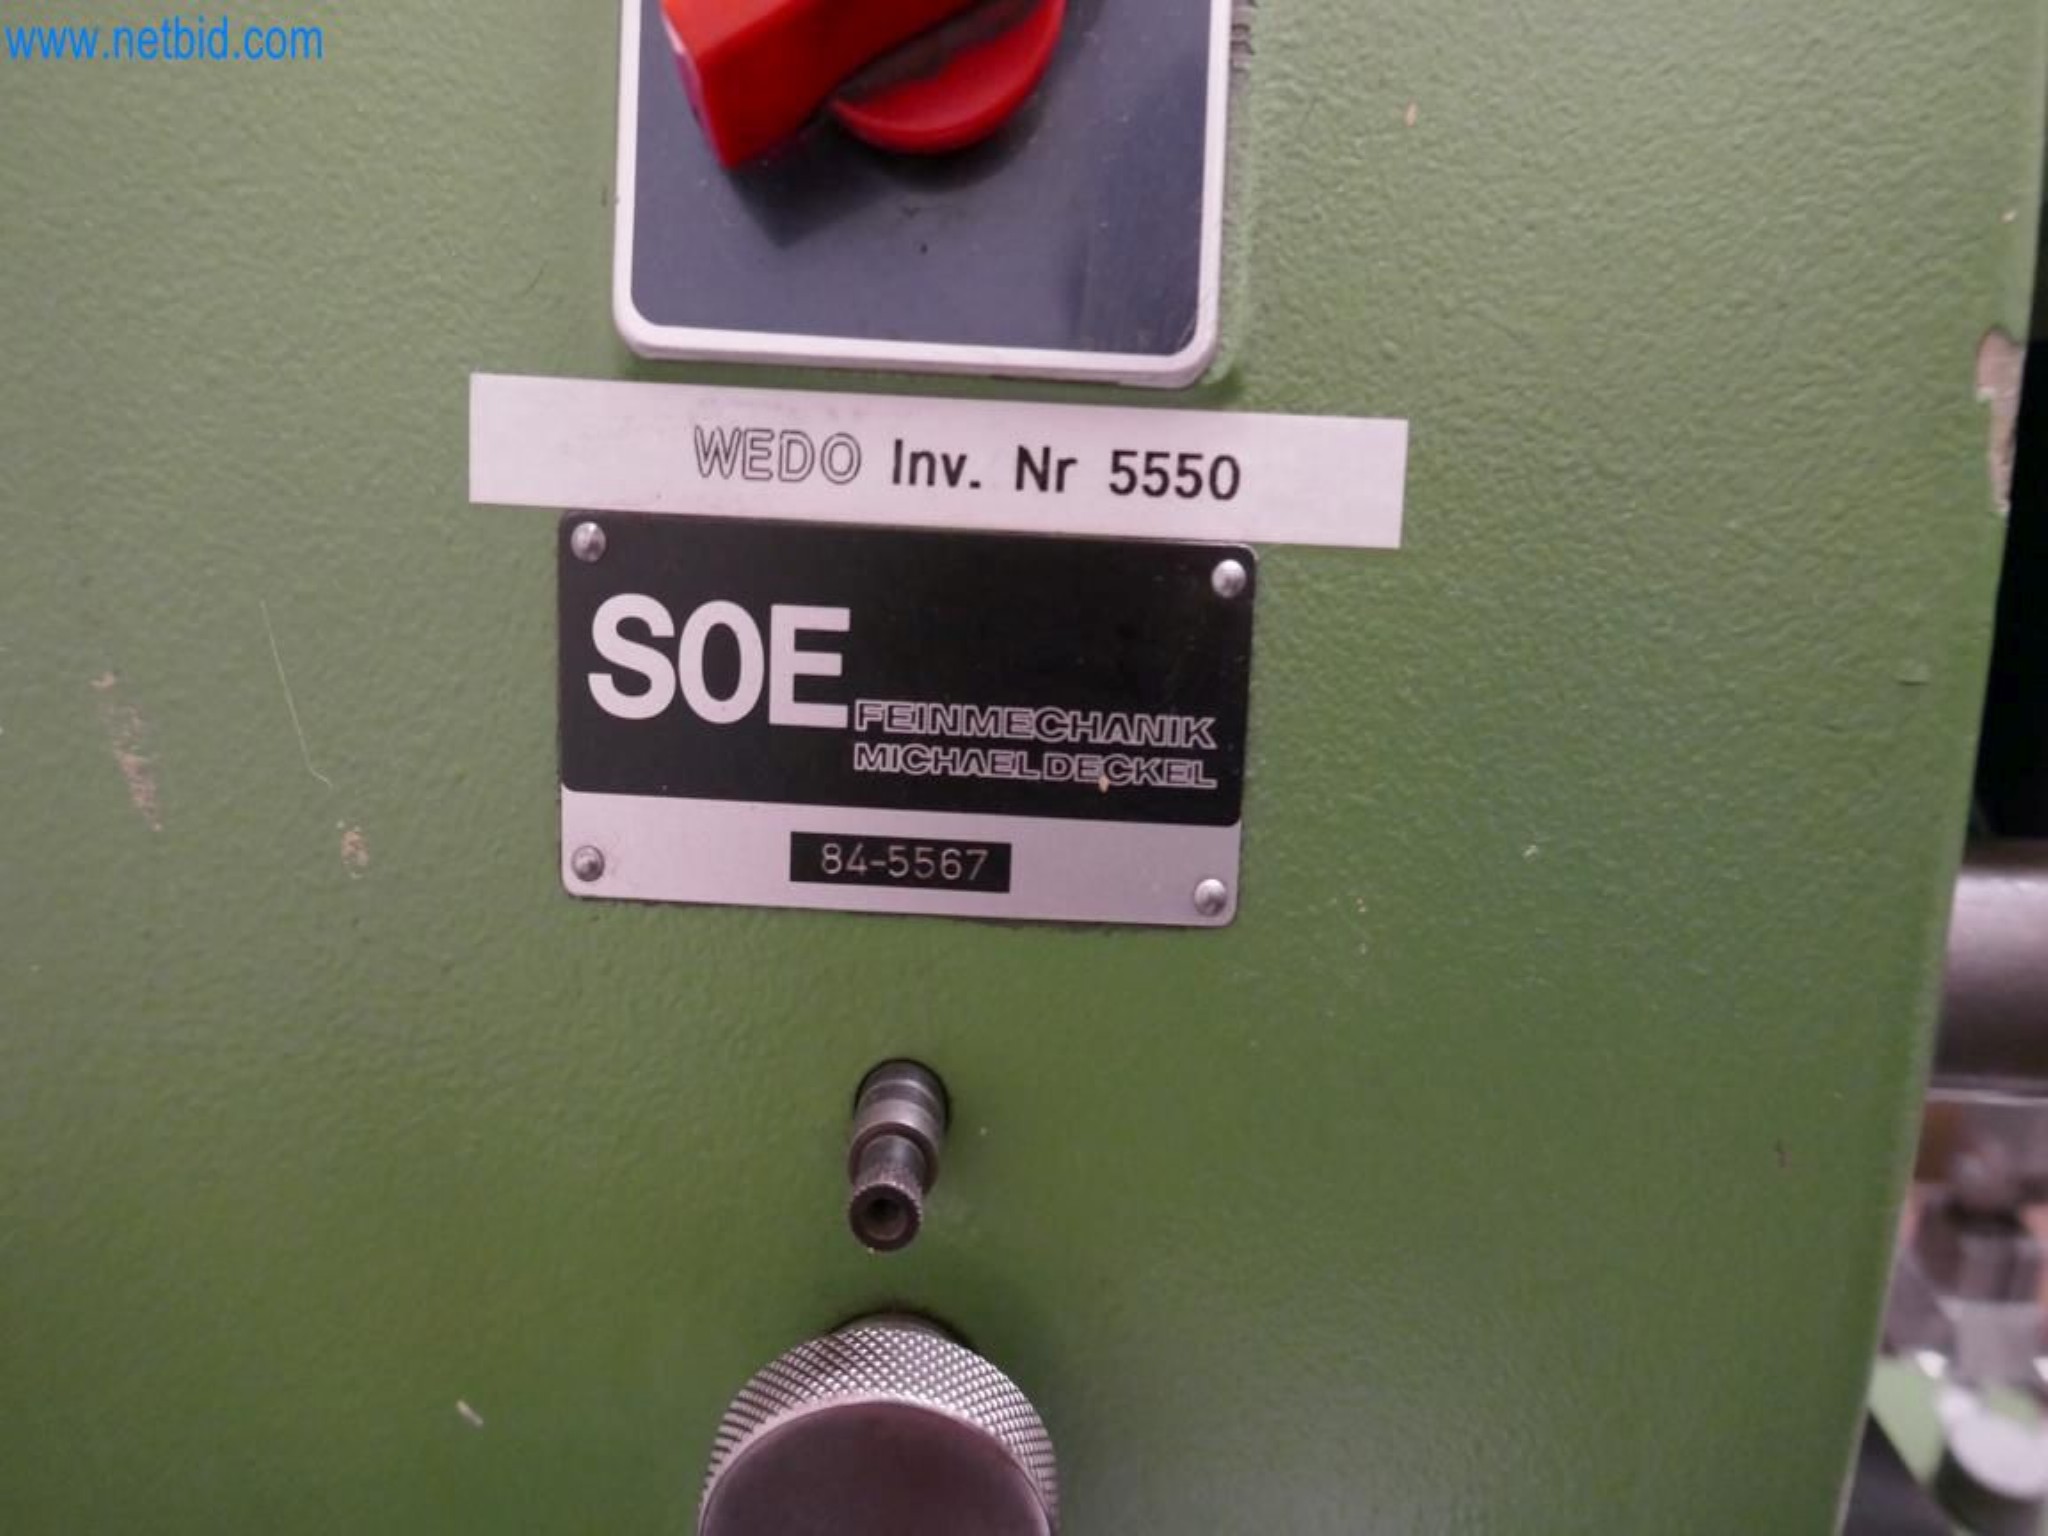 www.netbid.com
WEDO Inv. Nr 5550
SOE FEINMECHANIK
MICHAEL DECKEL
84-5567